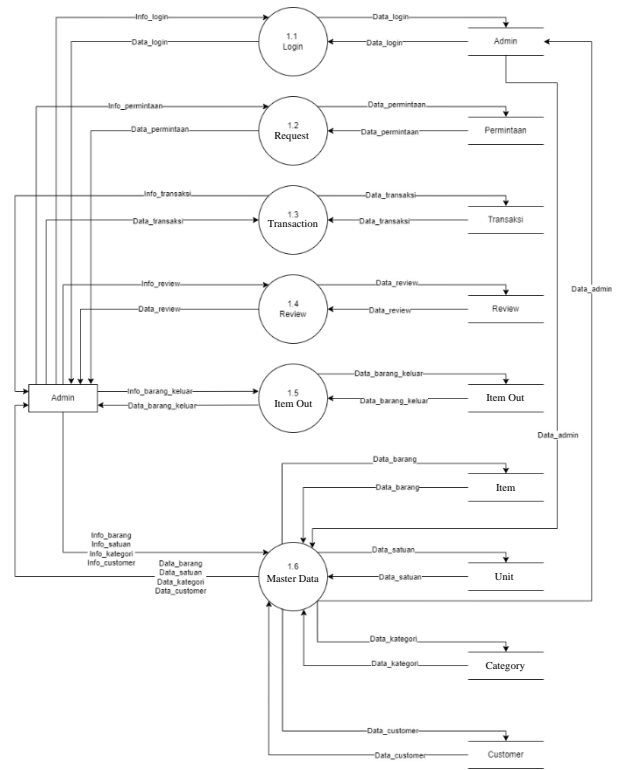 Info_login
Data_login
1.1
Login
Data_login
Data_login
Admin
Info_permintaan
Data_permintaan
1.2
Request
Data_permintaan
Data_permintaan
Permintaan
Info_transaksi
Data_transaksi
1.3
Transaction
Data_transaksi
Data_transaksi
Transaksi
Info_review
Data_review
1.4
Review
Data_review
Data_review
Review
Data_admin
Admin
Info_barang_keluar
Data_barang_keluar
1.5
Item Out
Data_barang_keluar
Data_barang_keluar
Item Out
Data_admin
Data_barang
Data_barang
Item
Info_barang
Info_satuan
Info_kategori
Info_customer
Data_barang
Data_satuan
Data_kategori
Data_customer
1.6
Master Data
Data_satuan
Data_satuan
Unit
Data_kategori
Data_kategori
Category
Data_customer
Data_customer
Customer